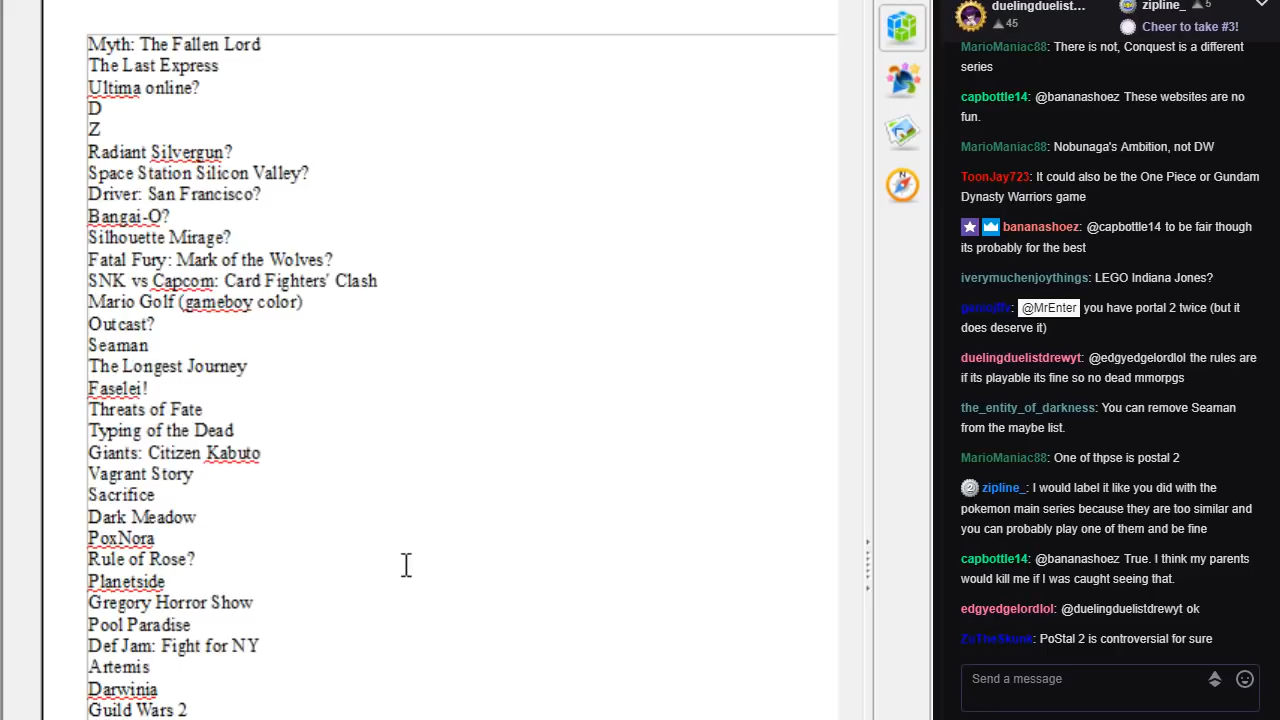 Myth: The Fallen Lord
The Last Express
Ultima online?
D
Z
Radiant Silvergun?
Space Station Silicon Valley?
Driver: San Francisco?
Bangai-O?
Silhouette Mirage?
Fatal Fury: Mark of the Wolves?
SNK vs Capcom: Card Fighters' Clash
Mario Golf (gameboy color)
Outcast?
Seaman
The Longest Journey
Faselei!
Threats of Fate
Typing of the Dead
Giants: Citizen Kabuto
Vagrant Story
Sacrifice
Dark Meadow
PoxNora
Rule of Rose?
Planetside
Gregory Horror Show
Pool Paradise
Def Jam: Fight for NY
Artemis
Darwinia
Guild Wars 2
N
duelingduelist...
45
zipline_ 5
Cheer to take #3!
MarioManiac88: There is not, Conquest is a different
series
capbottle14: @bananashoez These websites are no
fun.
MarioManiac88: Nobunaga's Ambition, not DW
ToonJay723: It could also be the One Piece or Gundam
Dynasty Warriors game
bananashoez: @capbottle14 to be fair though
its probably for the best
iverymuchenjoythings: LEGO Indiana Jones?
@MrEnter you have portal 2 twice (but it
does deserve it)
duelingduelistdrewyt: @edgyedgelordlol the rules are
if its playable its fine so no dead mmorpgs
the_entity_of_darkness: You can remove Seaman
from the maybe list.
MarioManiac88: One of thpse is postal 2
2 zipline_: I would label it like you did with the
pokemon main series because they are too similar and
you can probably play one of them and be fine
capbottle14: @bananashoez True. I think my parents
would kill me if I was caught seeing that.
edgyedgelordlol: @duelingduelistdrewyt ok
ZuTheSkunk: PoStal 2 is controversial for sure
Send a message